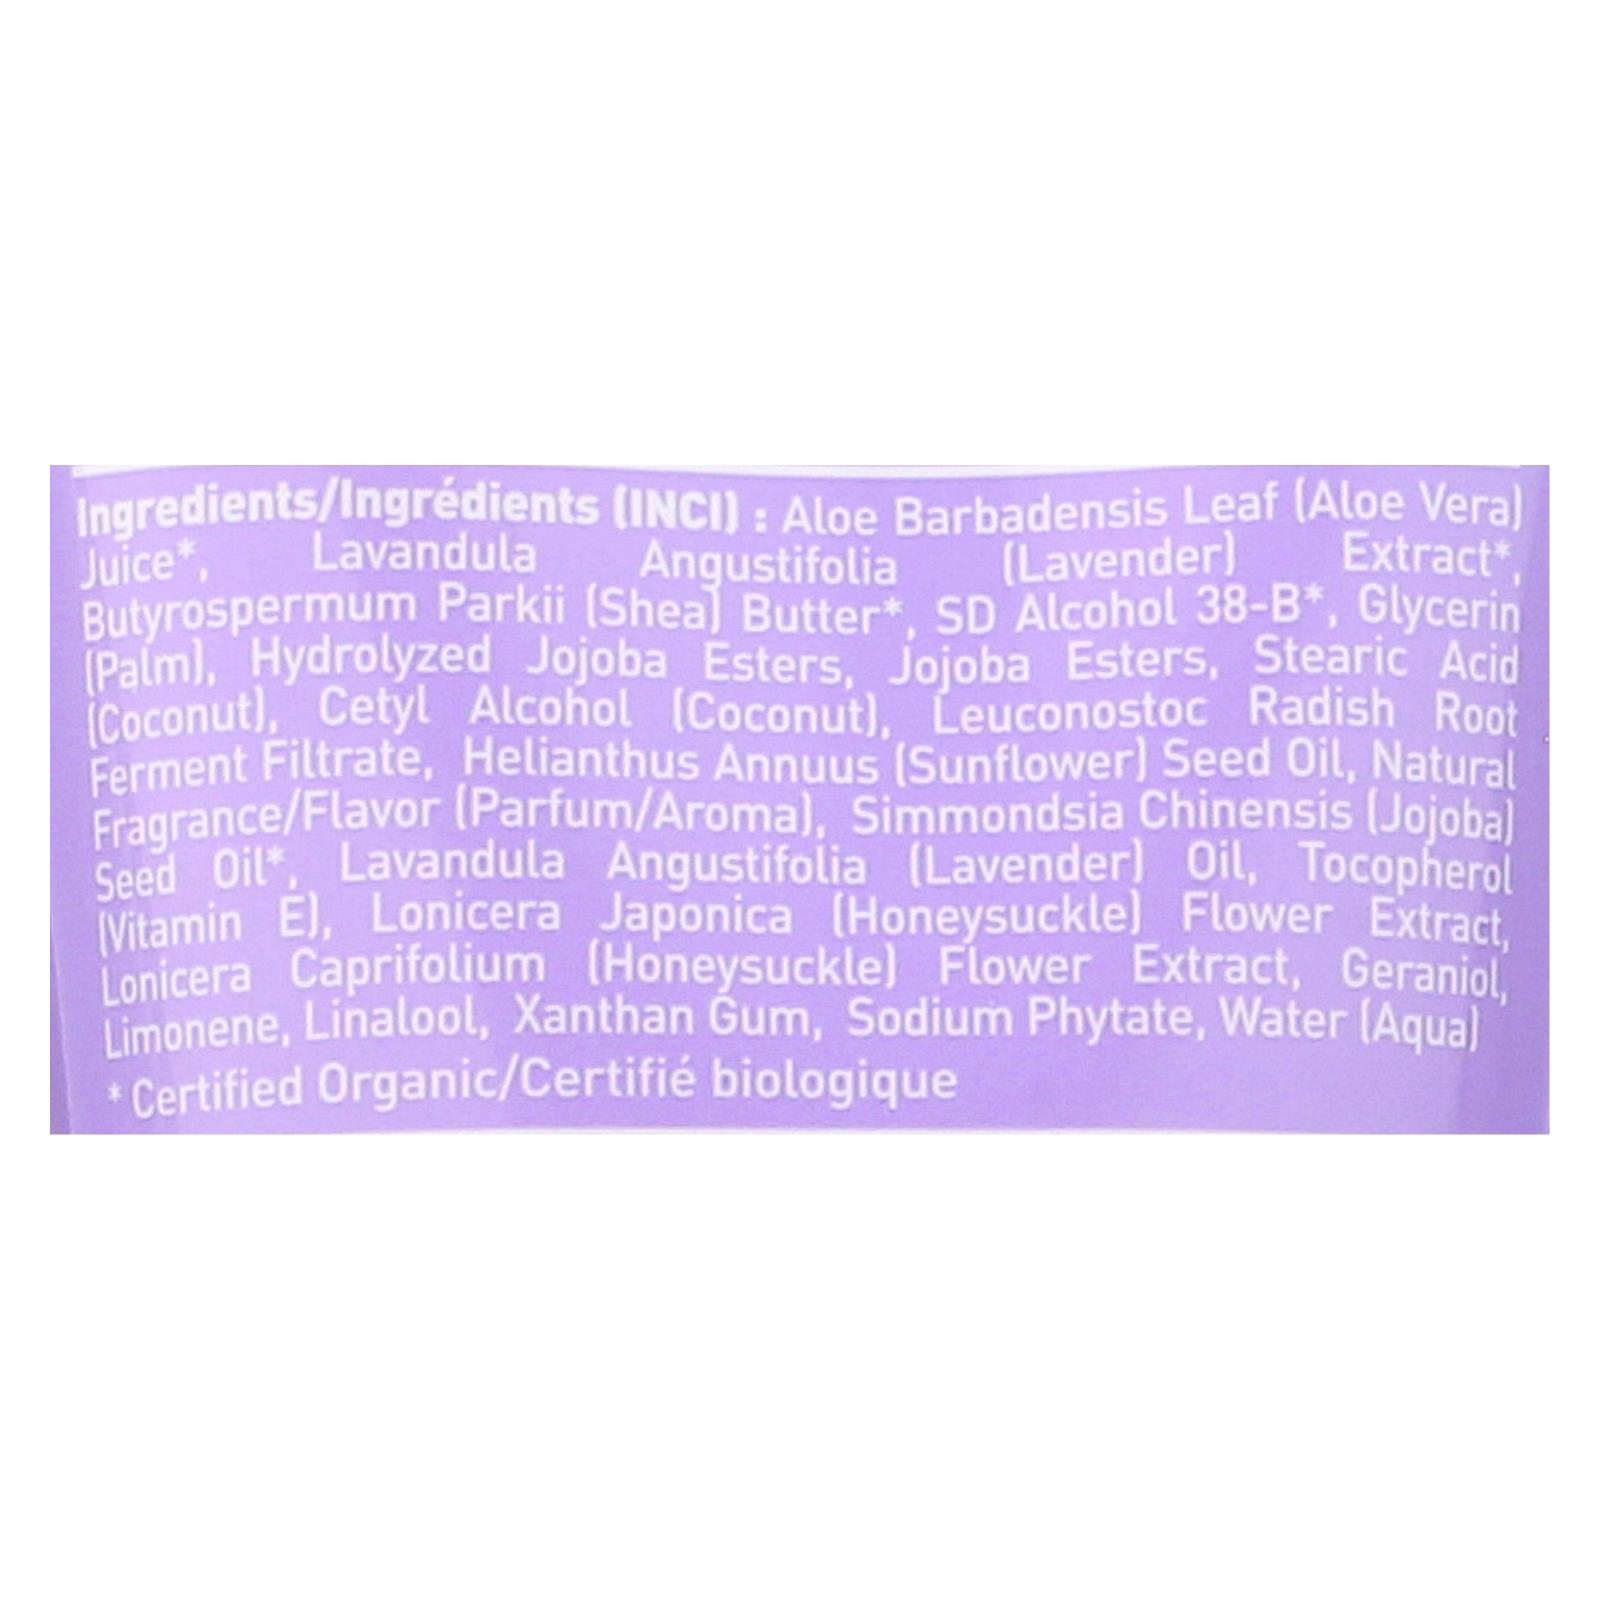 Ingredients/Ingrédients (INCI) : Aloe Barbadensis Leaf (Aloe Vera)
Juice*, Lavandula Angustifolia (Lavender) Extract*,
Butyrospermum Parkii (Shea) Butter*, SD Alcohol 38-B*, Glycerin
(Palm), Hydrolyzed Jojoba Esters, Jojoba Esters, Stearic Acid
(Coconut), Cetyl Alcohol (Coconut), Leuconostoc Radish Root
Ferment Filtrate, Helianthus Annuus (Sunflower) Seed Oil, Natural
Fragrance/Flavor (Parfum/Aroma), Simmondsia Chinensis (Jojoba)
Seed Oil*, Lavandula Angustifolia (Lavender) Oil, Tocopherol
(Vitamin E), Lonicera Japonica (Honeysuckle) Flower Extract,
Lonicera Caprifolium (Honeysuckle) Flower Extract, Geraniol,
Limonene, Linalool, Xanthan Gum, Sodium Phytate, Water (Aqua)
* Certified Organic/Certifié biologique